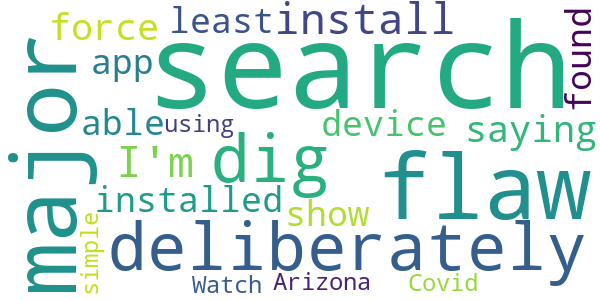 force
least
install
search
found
major
app
able
using
device
saying
I'm
dig
flaw
installed
show
simple
deliberately
Watch
Arizona
Covid